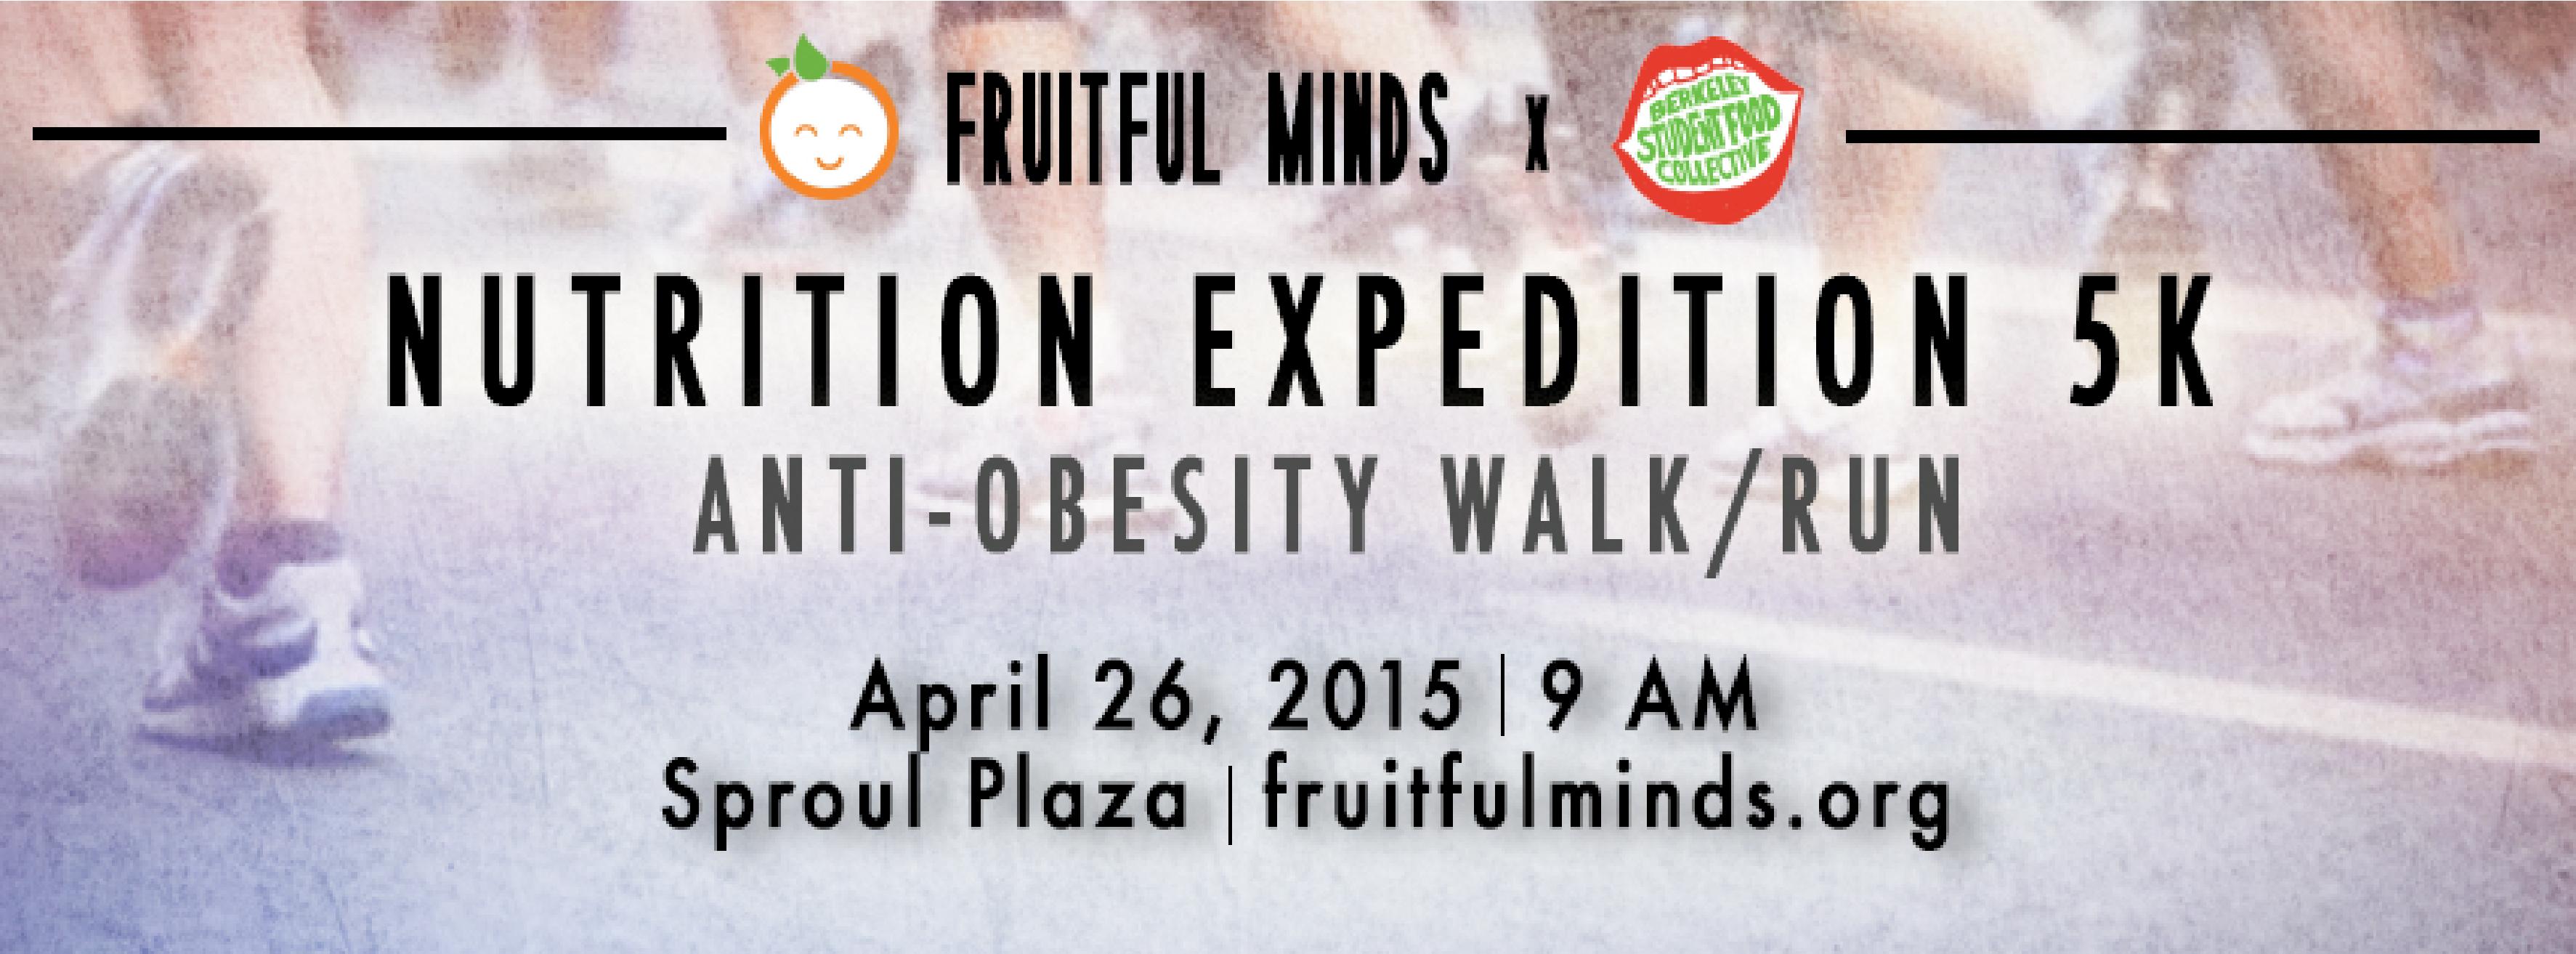 FRUITFUL MINDS X
BERKELEY
STUDENT FOOD
COLLECTIVE
NUTRITION EXPEDITION 5K
ANTI-OBESITY WALK/RUN
April 26, 2015 | 9 AM
Sproul Plaza | fruitfulminds.org